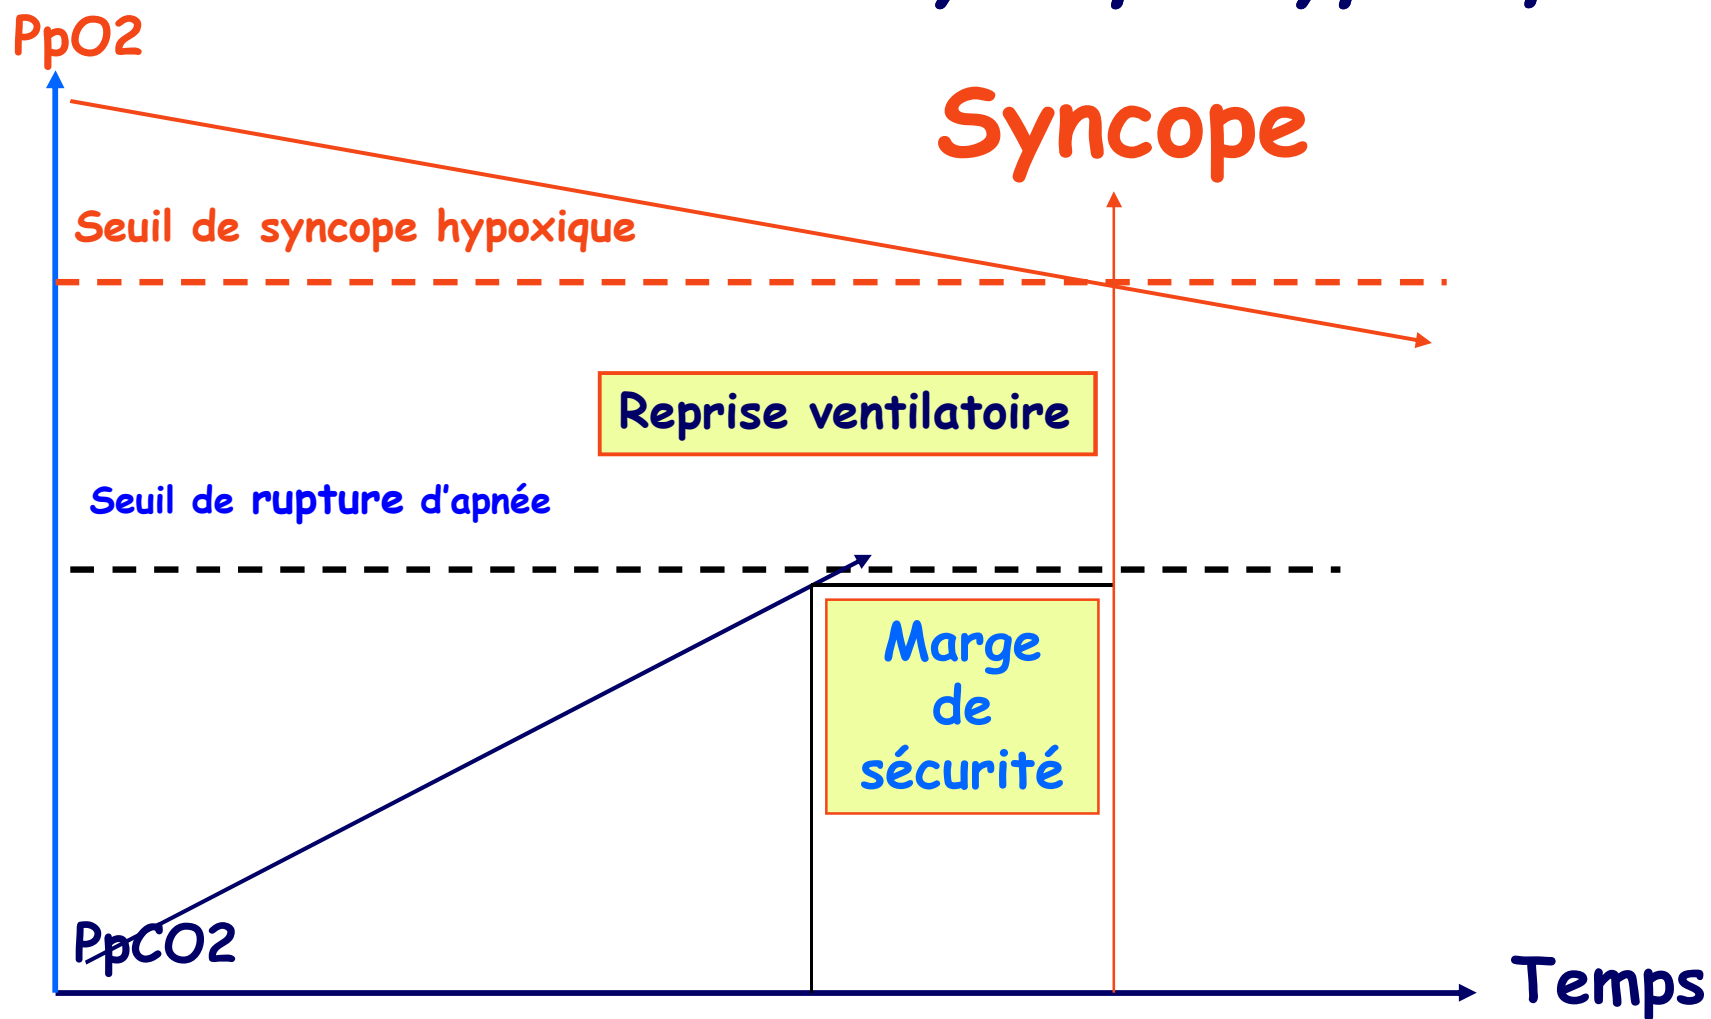 PpO2
Syncope
Seuil de syncope hypoxique
Reprise ventilatoire
Seuil de rupture d'apnée
Marge
de
sécurité
PpCO2
Temps